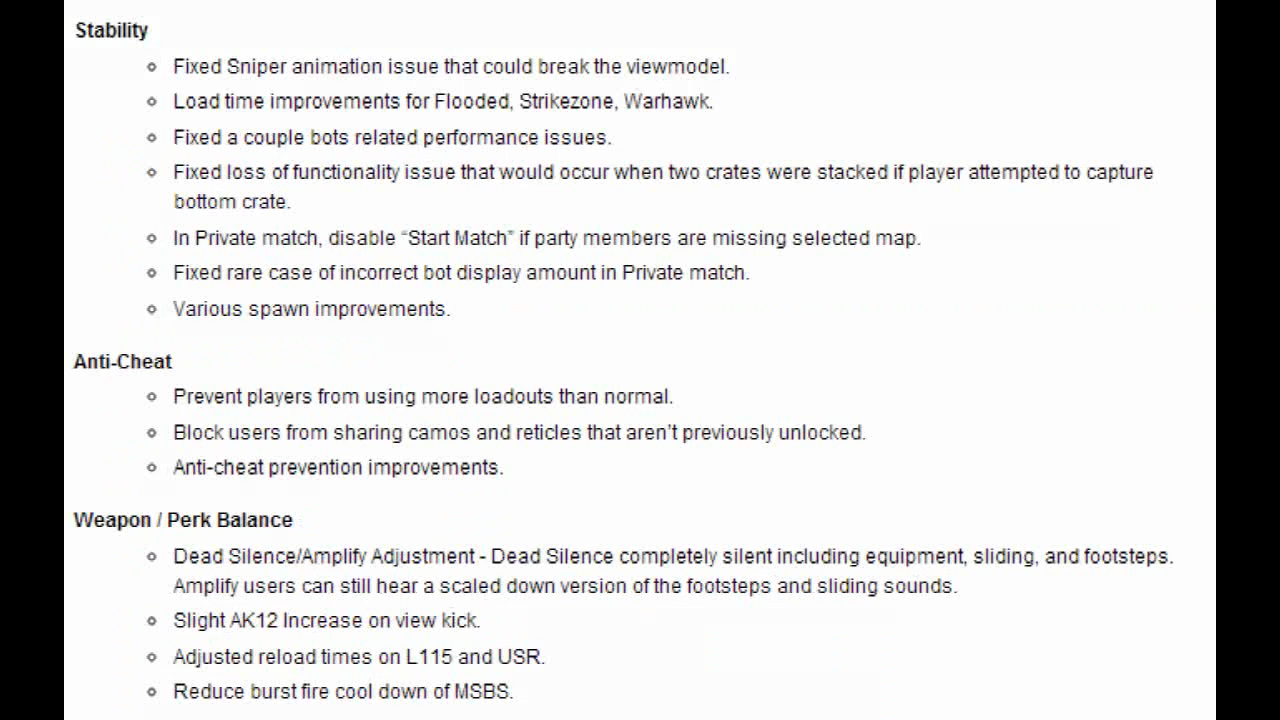 Stability
Fixed Sniper animation issue that could break the viewmodel.
Load time improvements for Flooded, Strikezone, Warhawk.
Fixed a couple bots related performance issues.
Fixed loss of functionality issue that would occur when two crates were stacked if player attempted to capture
bottom crate.
In Private match, disable “Start Match” if party members are missing selected map.
Fixed rare case of incorrect bot display amount in Private match.
Various spawn improvements.
Anti-Cheat
Prevent players from using more loadouts than normal.
Block users from sharing camos and reticles that aren’t previously unlocked.
Anti-cheat prevention improvements.
Weapon / Perk Balance
Dead Silence/Amplify Adjustment - Dead Silence completely silent including equipment, sliding, and footsteps.
Amplify users can still hear a scaled down version of the footsteps and sliding sounds.
Slight AK12 Increase on view kick.
Adjusted reload times on L115 and USR.
Reduce burst fire cool down of MSBS.